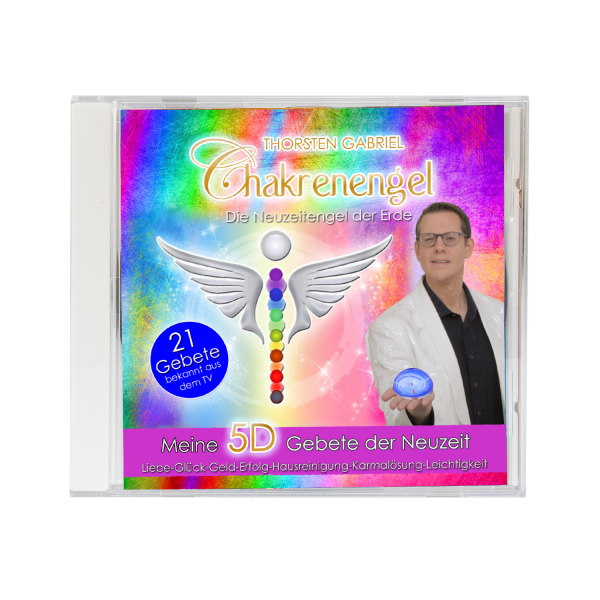 THORSTEN GABRIEL
Chakrenengel
Die Neuzeitengel der Erde
21
Gebete
bekannt aus
dem TV
Meine 5D Gebete der Neuzeit
Liebe-Glück-Geld-Erfolg-Hausreinigung-Karmalösung-Leichtigkeit